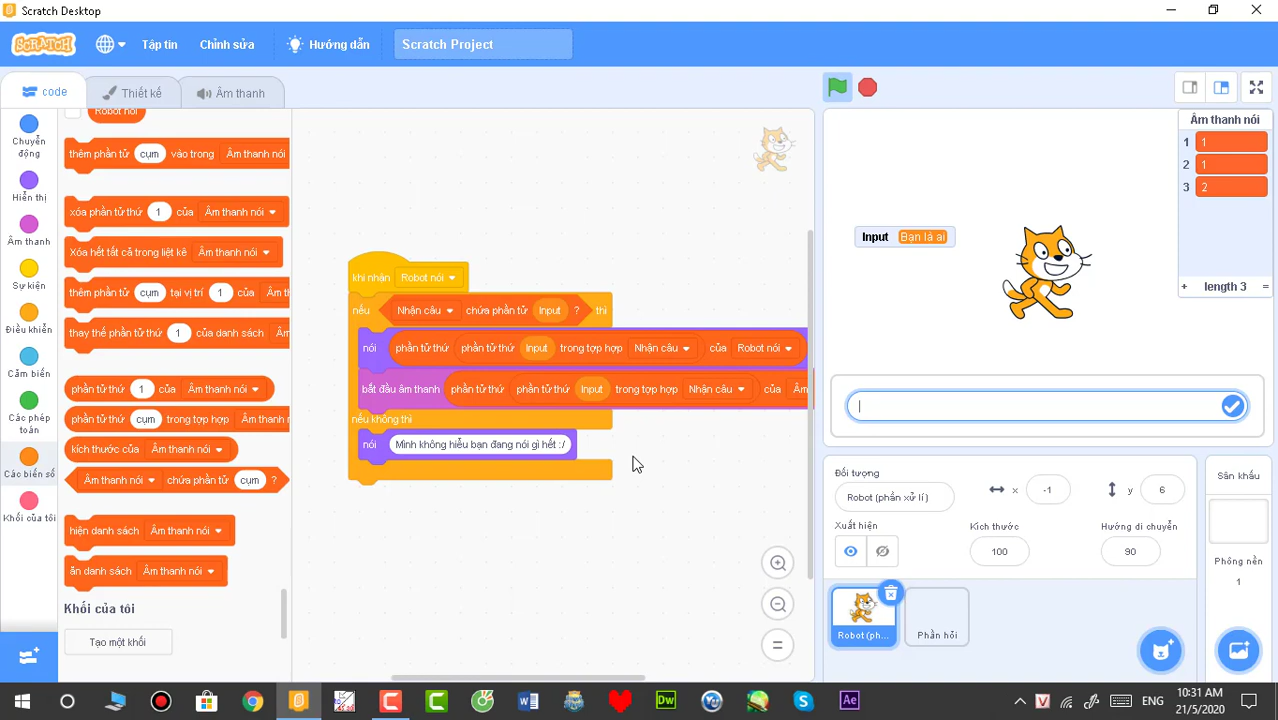 Scratch Desktop
SCRATCH Tập tin Chỉnh sửa Hướng dẫn Scratch Project
code Thiết kế Âm thanh
Chuyển động
Hiển thị
Âm thanh
Sự kiện
Điều khiển
Cảm biến
Các phép toán
Các biến số
Khối của tôi
Robot nói
thêm phần tử cụm vào trong Âm thanh nói
xóa phần tử thứ 1 của Âm thanh nói
Xóa hết tất cả trong liệt kê Âm thanh nói
thêm phần tử cụm tại vị trí 1 của Âm th
thay thế phần tử thứ 1 của danh sách Âm
phần tử thứ 1 của Âm thanh nói
phần tử thứ cụm trong tợp hợp Âm thanh n
kích thước của Âm thanh nói
Âm thanh nói chứa phần tử cụm ?
hiện danh sách Âm thanh nói
ẩn danh sách Âm thanh nói
Khối của tôi
Tạo một khối
khi nhận Robot nói
nếu Nhận câu chứa phần tử Input ? thì
nói phần tử thứ phần tử thứ Input trong tợp hợp Nhận câu của Robot nói
bắt đầu âm thanh phần tử thứ phần tử thứ Input trong tợp hợp Nhận câu của Âm
nếu không thì
nói Mình không hiểu bạn đang nói gì hết :/
Âm thanh nói
1 1
2 1
3 2
+ length 3 =
Input Bạn là ai
Đối tượng
Robot (phần xử lí)
x -1 y 6
Xuất hiện Kích thước Hướng di chuyển
100 90
Robot (ph...
Phần hồi
Sân khấu
Phông nền
1
Dw
Ae
ENG
10:31 AM
21/5/2020